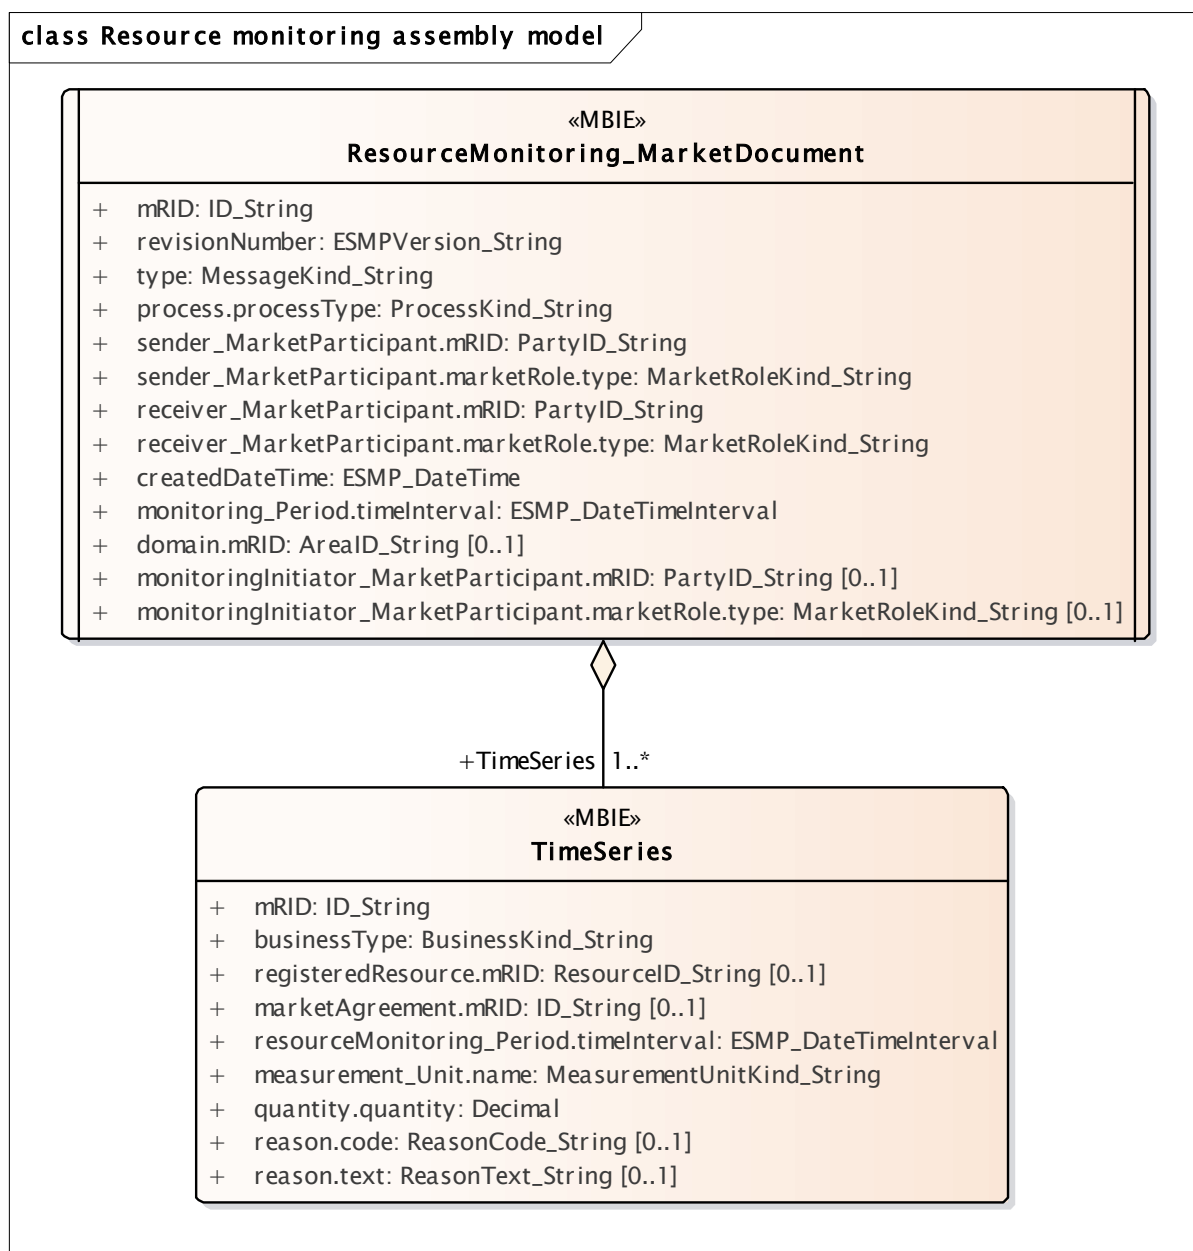 class Resource monitoring assembly model
«MBIE»
ResourceMonitoring_MarketDocument
+ mRID: ID_String
+ revisionNumber: ESMPVersion_String
+ type: MessageKind_String
+ process.processType: ProcessKind_String
+ sender_MarketParticipant.mRID: PartyID_String
+ sender_MarketParticipant.marketRole.type: MarketRoleKind_String
+ receiver_MarketParticipant.mRID: PartyID_String
+ receiver_MarketParticipant.marketRole.type: MarketRoleKind_String
+ createdDateTime: ESMP_DateTime
+ monitoring_Period.timeInterval: ESMP_DateTimeInterval
+ domain.mRID: AreaID_String [0..1]
+ monitoringInitiator_MarketParticipant.mRID: PartyID_String [0..1]
+ monitoringInitiator_MarketParticipant.marketRole.type: MarketRoleKind_String [0..1]
+TimeSeries 1..*
«MBIE»
TimeSeries
+ mRID: ID_String
+ businessType: BusinessKind_String
+ registeredResource.mRID: ResourceID_String [0..1]
+ marketAgreement.mRID: ID_String [0..1]
+ resourceMonitoring_Period.timeInterval: ESMP_DateTimeInterval
+ measurement_Unit.name: MeasurementUnitKind_String
+ quantity.quantity: Decimal
+ reason.code: ReasonCode_String [0..1]
+ reason.text: ReasonText_String [0..1]